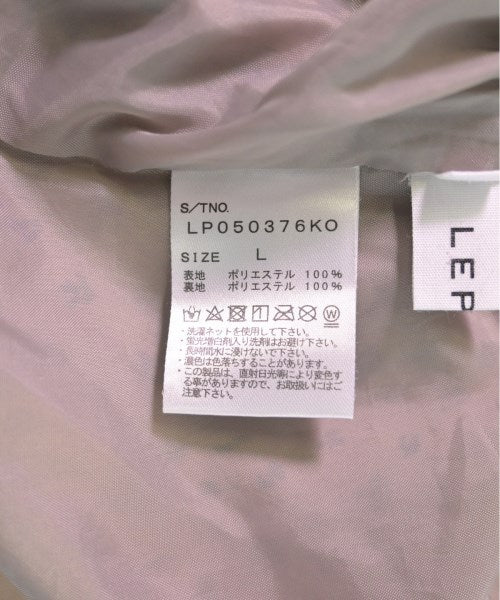 S/TNO.
LP050376KO
SIZE L
表地 ポリエステル 100%
裏地 ポリエステル 100%
・洗濯ネットを使用して下さい。
・蛍光増白剤入り洗剤はお避け下さい。
・長時間水に浸けないで下さい。
・濃色は色落ちすることがあります。
・この製品は、直射日光等により変色す
る事がありますので、お取扱いにはご
注意下さい。
LEP